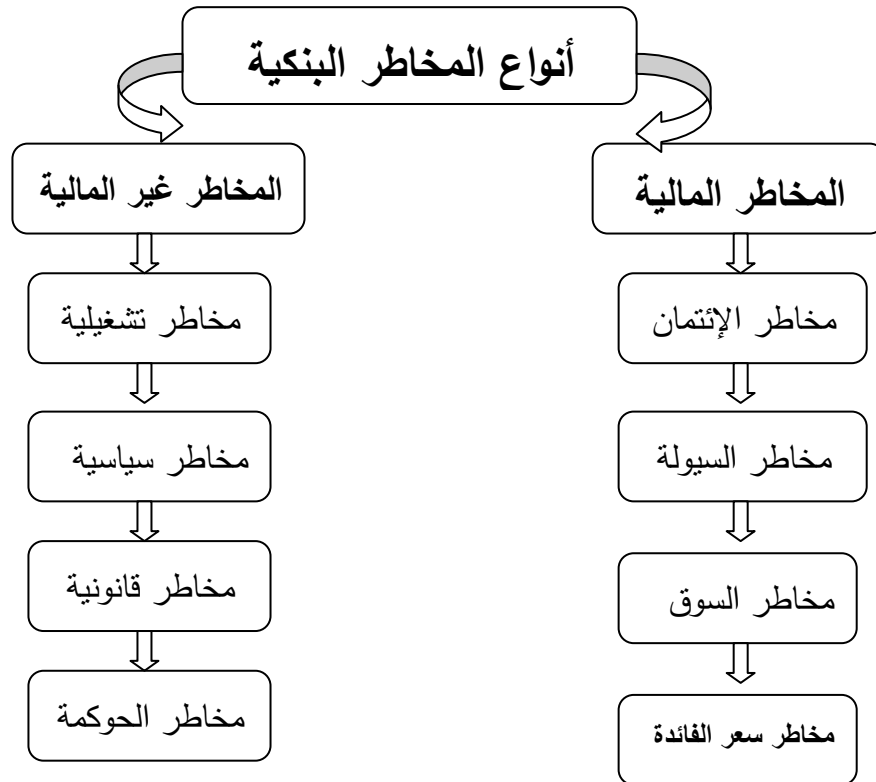 أنواع المخاطر البنكية
المخاطر المالية
مخاطر الإئتمان
مخاطر السيولة
مخاطر السوق
مخاطر سعر الفائدة
المخاطر غير المالية
مخاطر تشغيلية
مخاطر سياسية
مخاطر قانونية
مخاطر الحوكمة